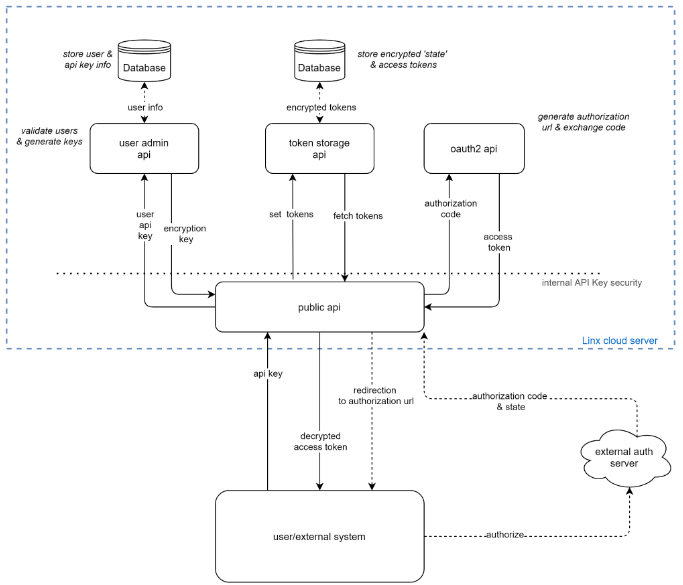 store user &
api key info
Database
store encrypted 'state'
& access tokens
Database
user info
encrypted tokens
validate users
& generate keys
user admin
api
token storage
api
oauth2 api
generate authorization
url & exchange code
user
api
key
encryption
key
set tokens
fetch tokens
authorization
code
access
token
internal API Key security
public api
Linx cloud server
api key
redirection
to authorization url
authorization code
& state
decrypted
access token
external auth
server
user/external system
authorize